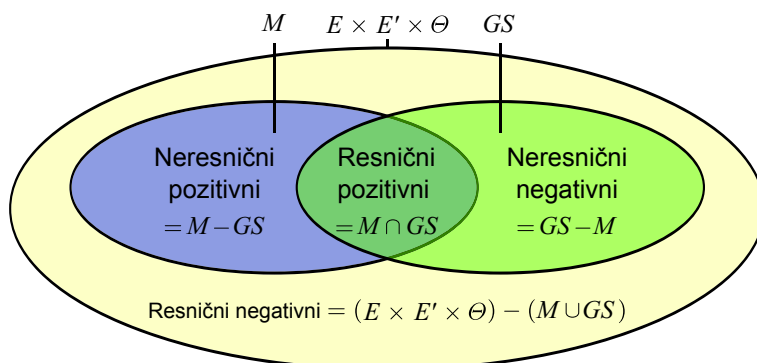 M E × E′ × Θ GS
Neresnični pozitivni = M − GS
Resnični pozitivni = M ∩ GS
Neresnični negativni = GS − M
Resnični negativni = (E × E′ × Θ) − (M ∪ GS)